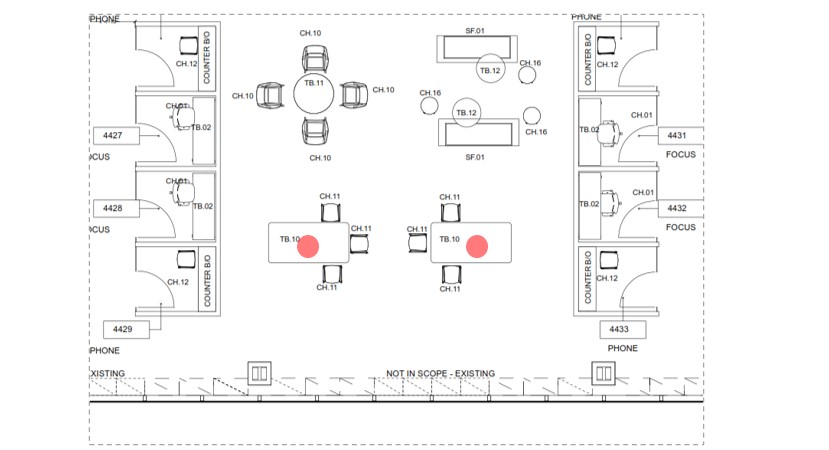 PHONE
PHONE
SF.01
CH.10
COUNTER B/O
COUNTER B/O
CH.12
CH.16
CH.12
TB.12
TB.11
CH.10
CH.10
CH.16
CH.01
TB.12
CH.01
TB.02
TB.02
CH.16
4427
4431
OCUS
FOCUS
CH.10
SF.01
CH.01
CH.01
CH.11
CH.11
TB.02
TB.02
4428
4432
OCUS
FOCUS
CH.11
CH.11
TB.10
TB.10
COUNTER B/O
COUNTER B/O
CH.12
CH.12
CH.11
CH.11
4429
4433
PHONE
PHONE
XISTING
NOT IN SCOPE - EXISTING